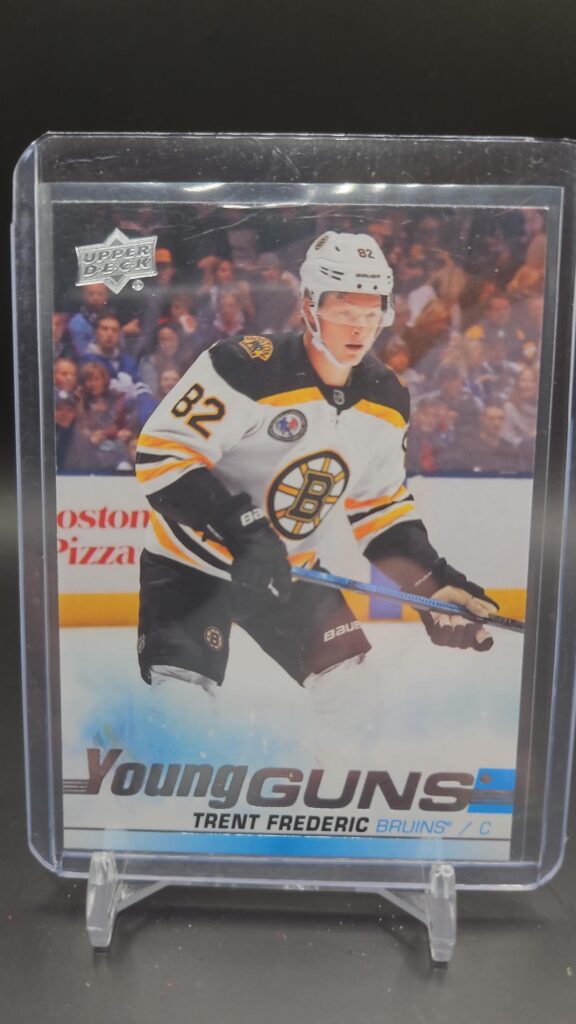 UPPER
DECK
®
82
BAUER
82
B
oston
Pizza
BAUER
Young GUNS
TRENT FREDERIC BRUINS® / C